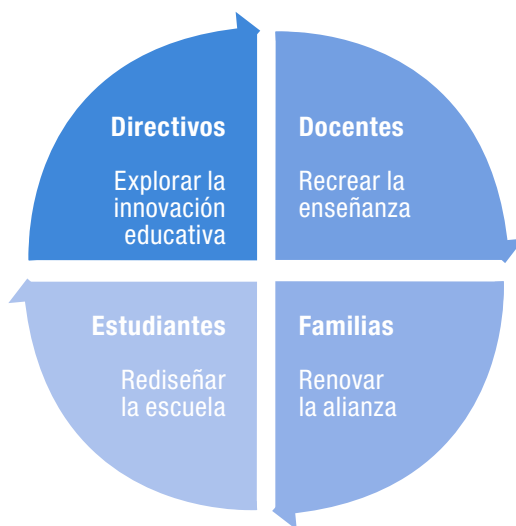 Directivos
Explorar la
innovación
educativa
Docentes
Recrear la
enseñanza
Estudiantes
Rediseñar
la escuela
Familias
Renovar
la alianza